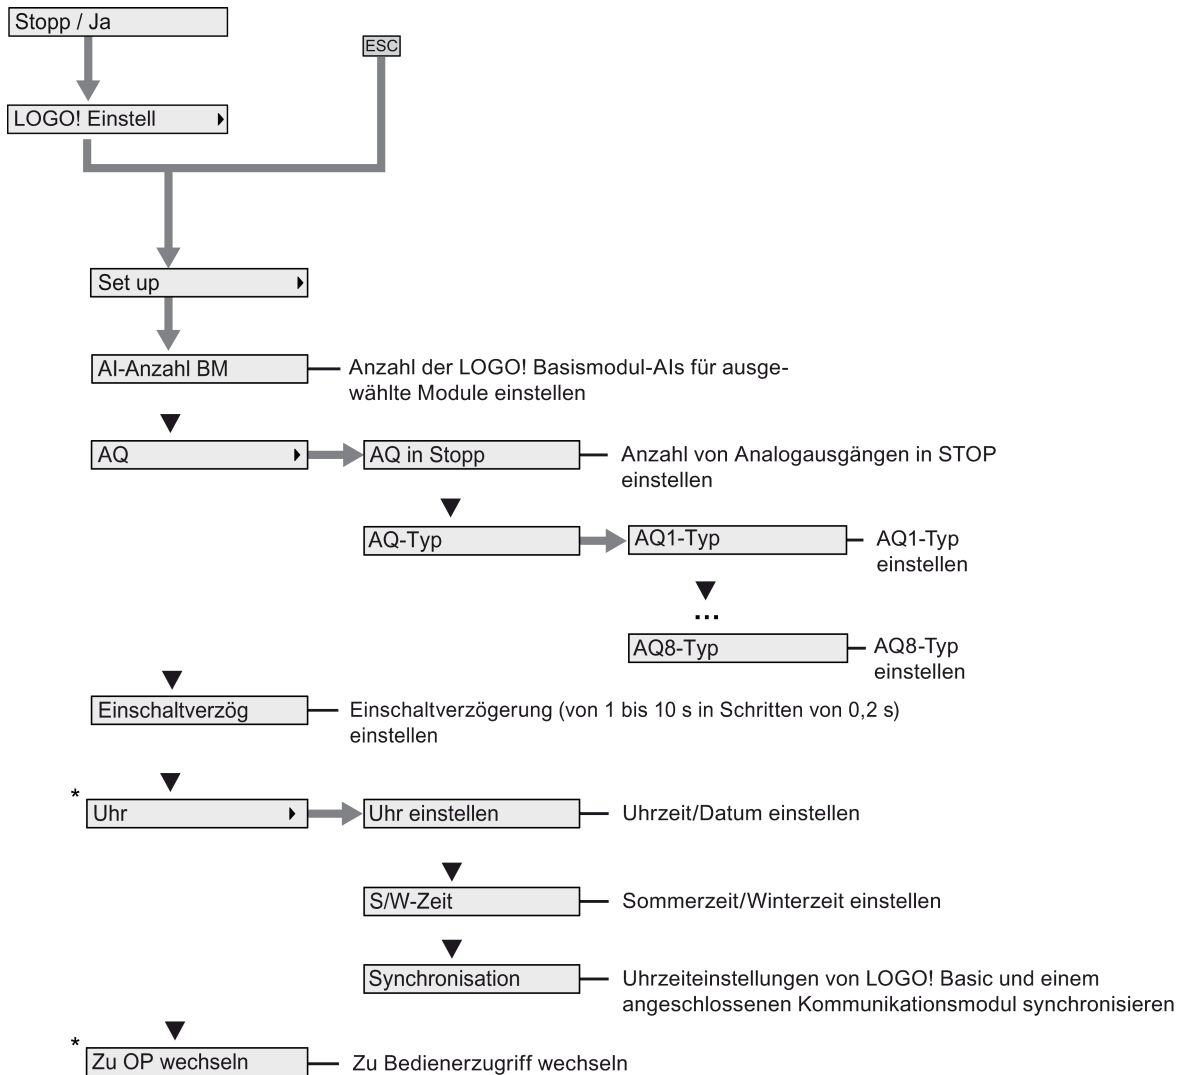 Stopp / Ja
ESC
LOGO! Einstell
Set up
AI-Anzahl BM
Anzahl der LOGO! Basismodul-AIs für ausge-
wählte Module einstellen
AQ
AQ in Stopp
Anzahl von Analogausgängen in STOP
einstellen
AQ-Typ
AQ1-Typ
AQ1-Typ
einstellen
...
AQ8-Typ
AQ8-Typ
einstellen
Einschaltverzög
Einschaltverzögerung (von 1 bis 10 s in Schritten von 0,2 s)
einstellen
*
Uhr
Uhr einstellen
Uhrzeit/Datum einstellen
S/W-Zeit
Sommerzeit/Winterzeit einstellen
Synchronisation
Uhrzeiteinstellungen von LOGO! Basic und einem
angeschlossenen Kommunikationsmodul synchronisieren
*
Zu OP wechseln
Zu Bedienerzugriff wechseln